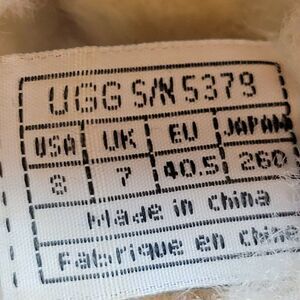 UGG S/N 5379
USA UK EU JAPAN
8 7 40.5 260
Made in China
Fabrique en Chine